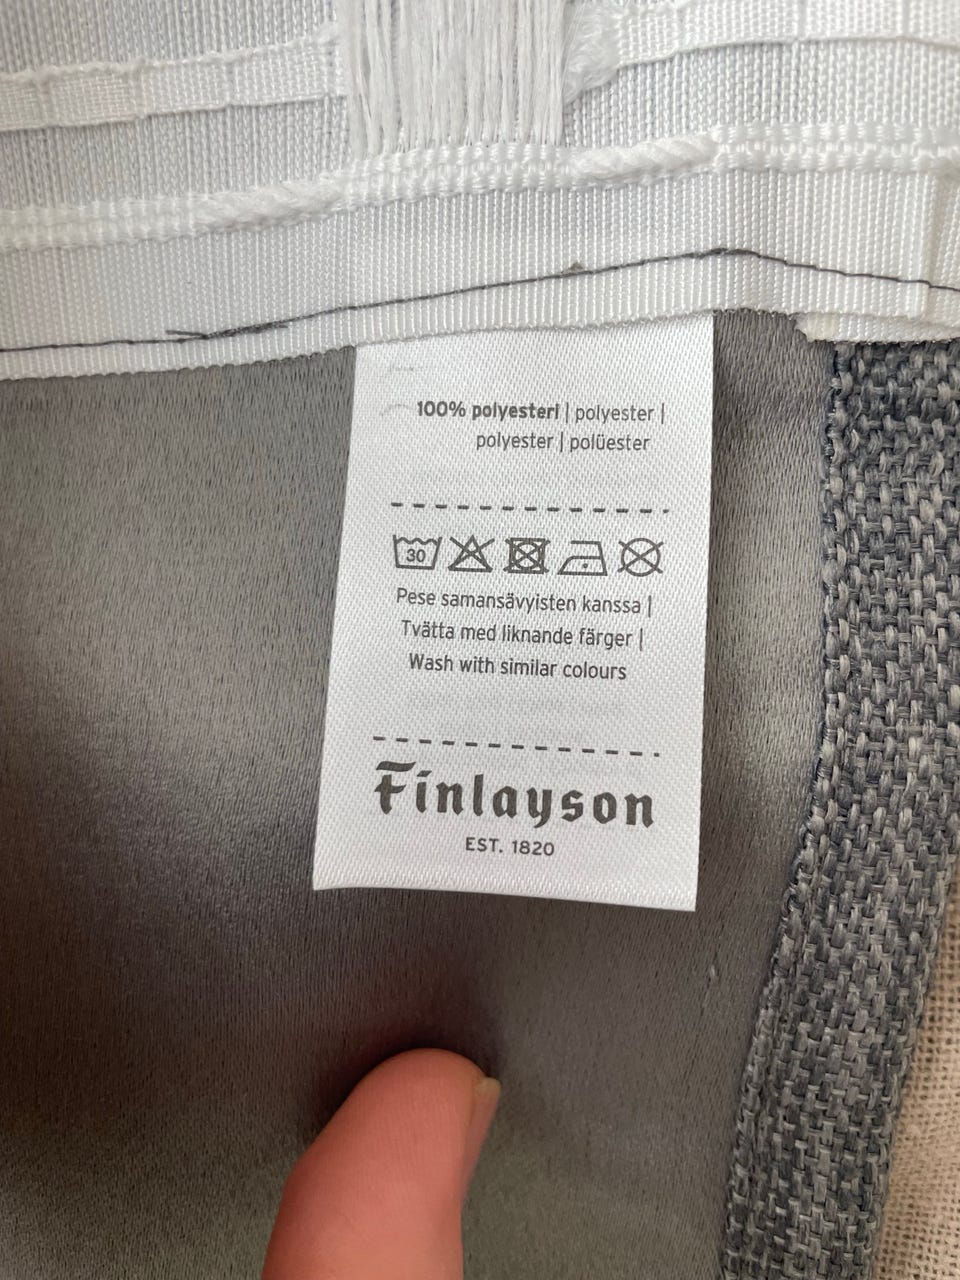 100% polyesteri | polyester |
polyester | polüester
30
Pese samansävyisten kanssa |
Tvätta med liknande färger |
Wash with similar colours
Finlayson
EST. 1820